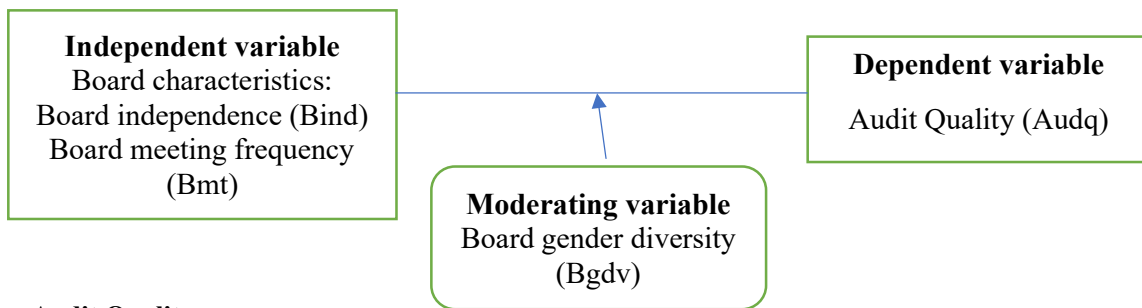 Independent variable
Board characteristics:
Board independence (Bind)
Board meeting frequency
(Bmt)
Dependent variable
Audit Quality (Audq)
Moderating variable
Board gender diversity
(Bgdv)